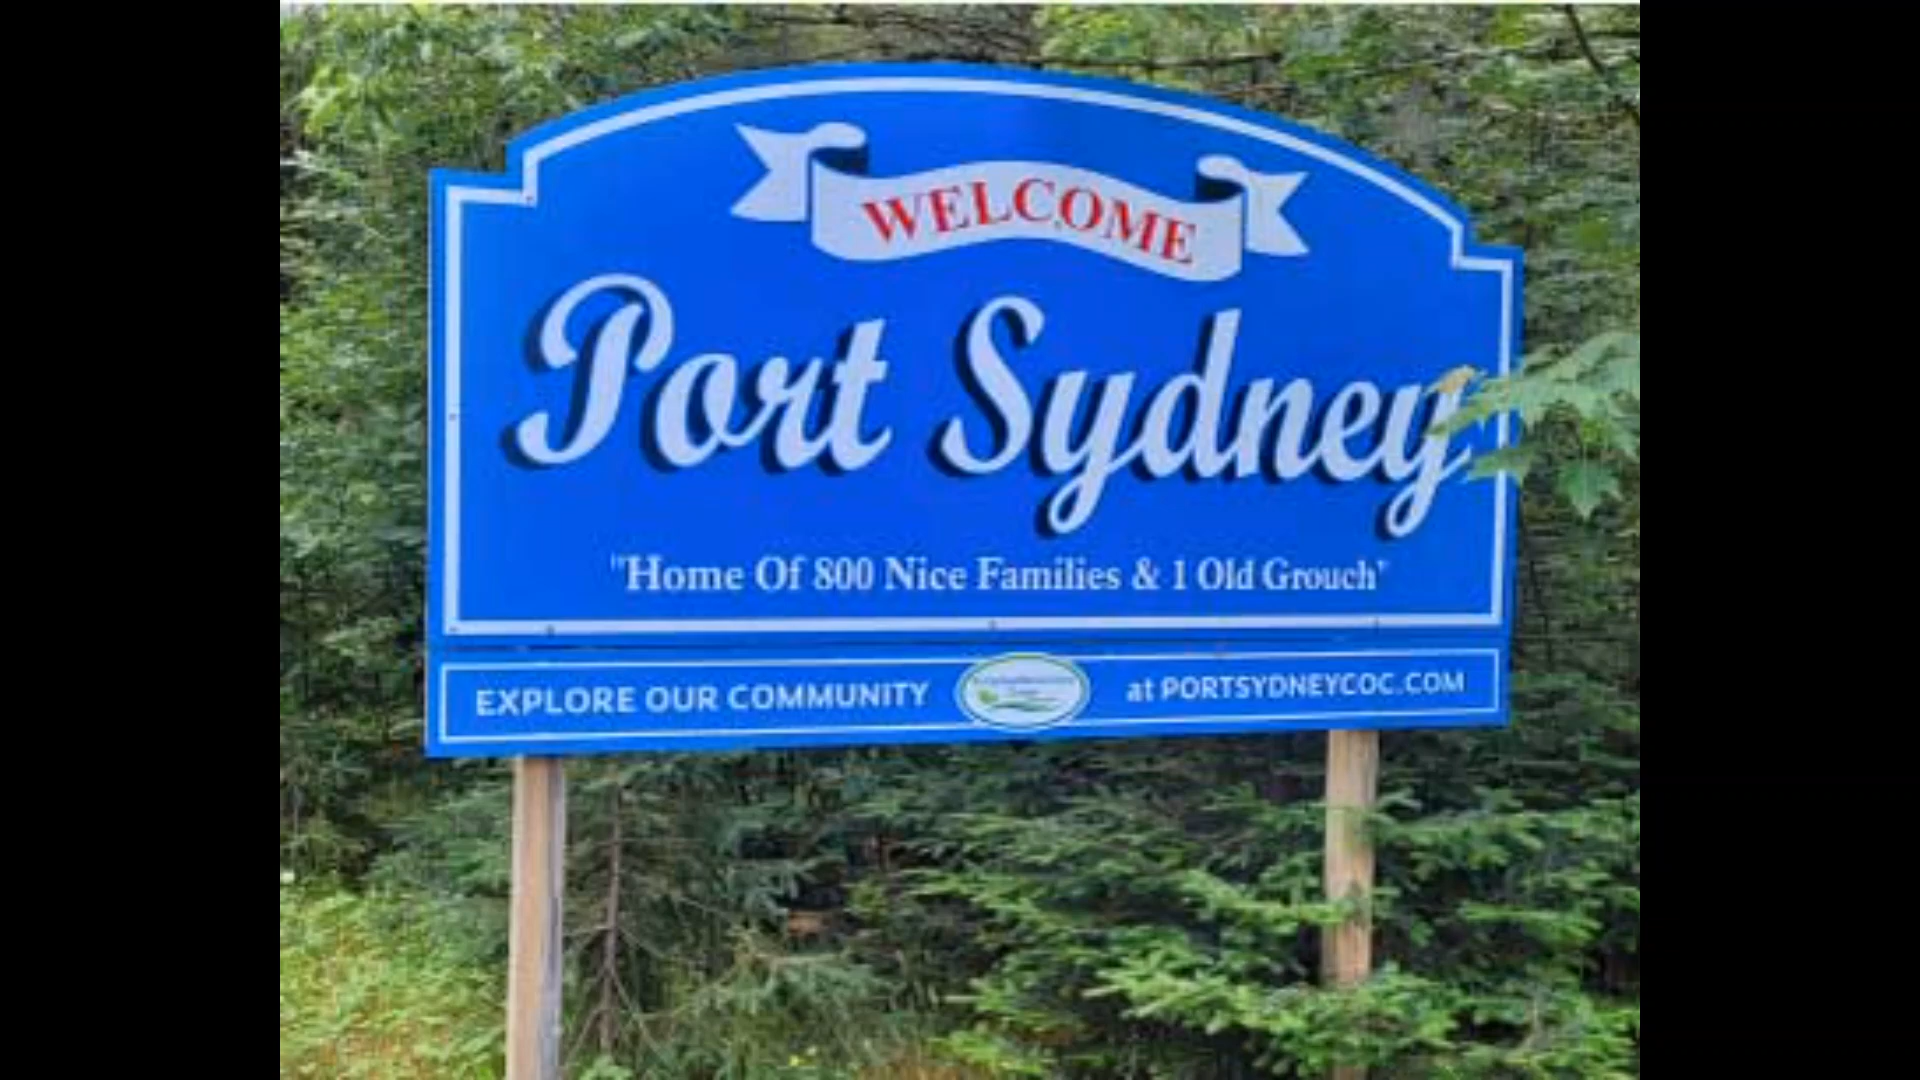 WELCOME
Port Sydney
"Home Of 800 Nice Families & 1 Old Grouch"
EXPLORE OUR COMMUNITY at PORTSYDNEYCOC.COM